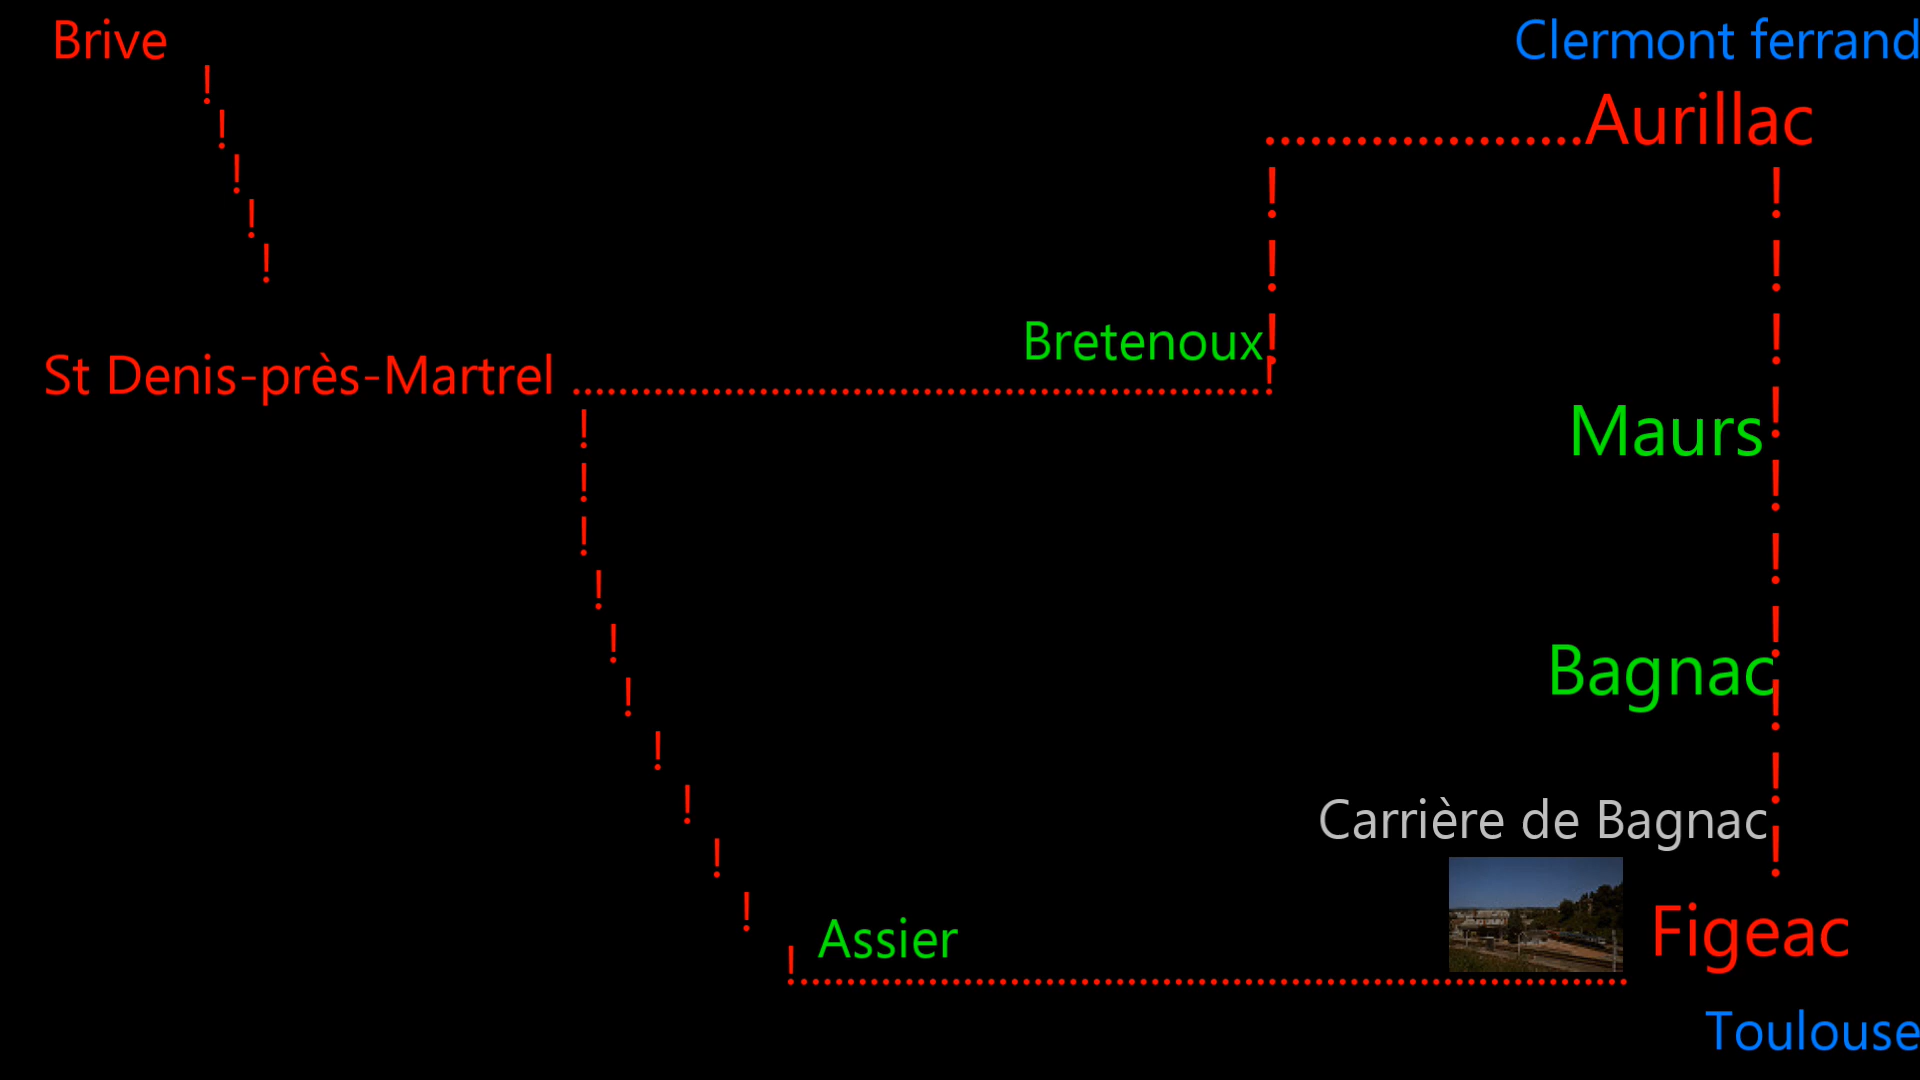 Brive
Clermont ferrand
Aurillac
Bretenoux
St Denis-près-Martrel
Maurs
Bagnac
Carrière de Bagnac
Assier
Figeac
Toulouse